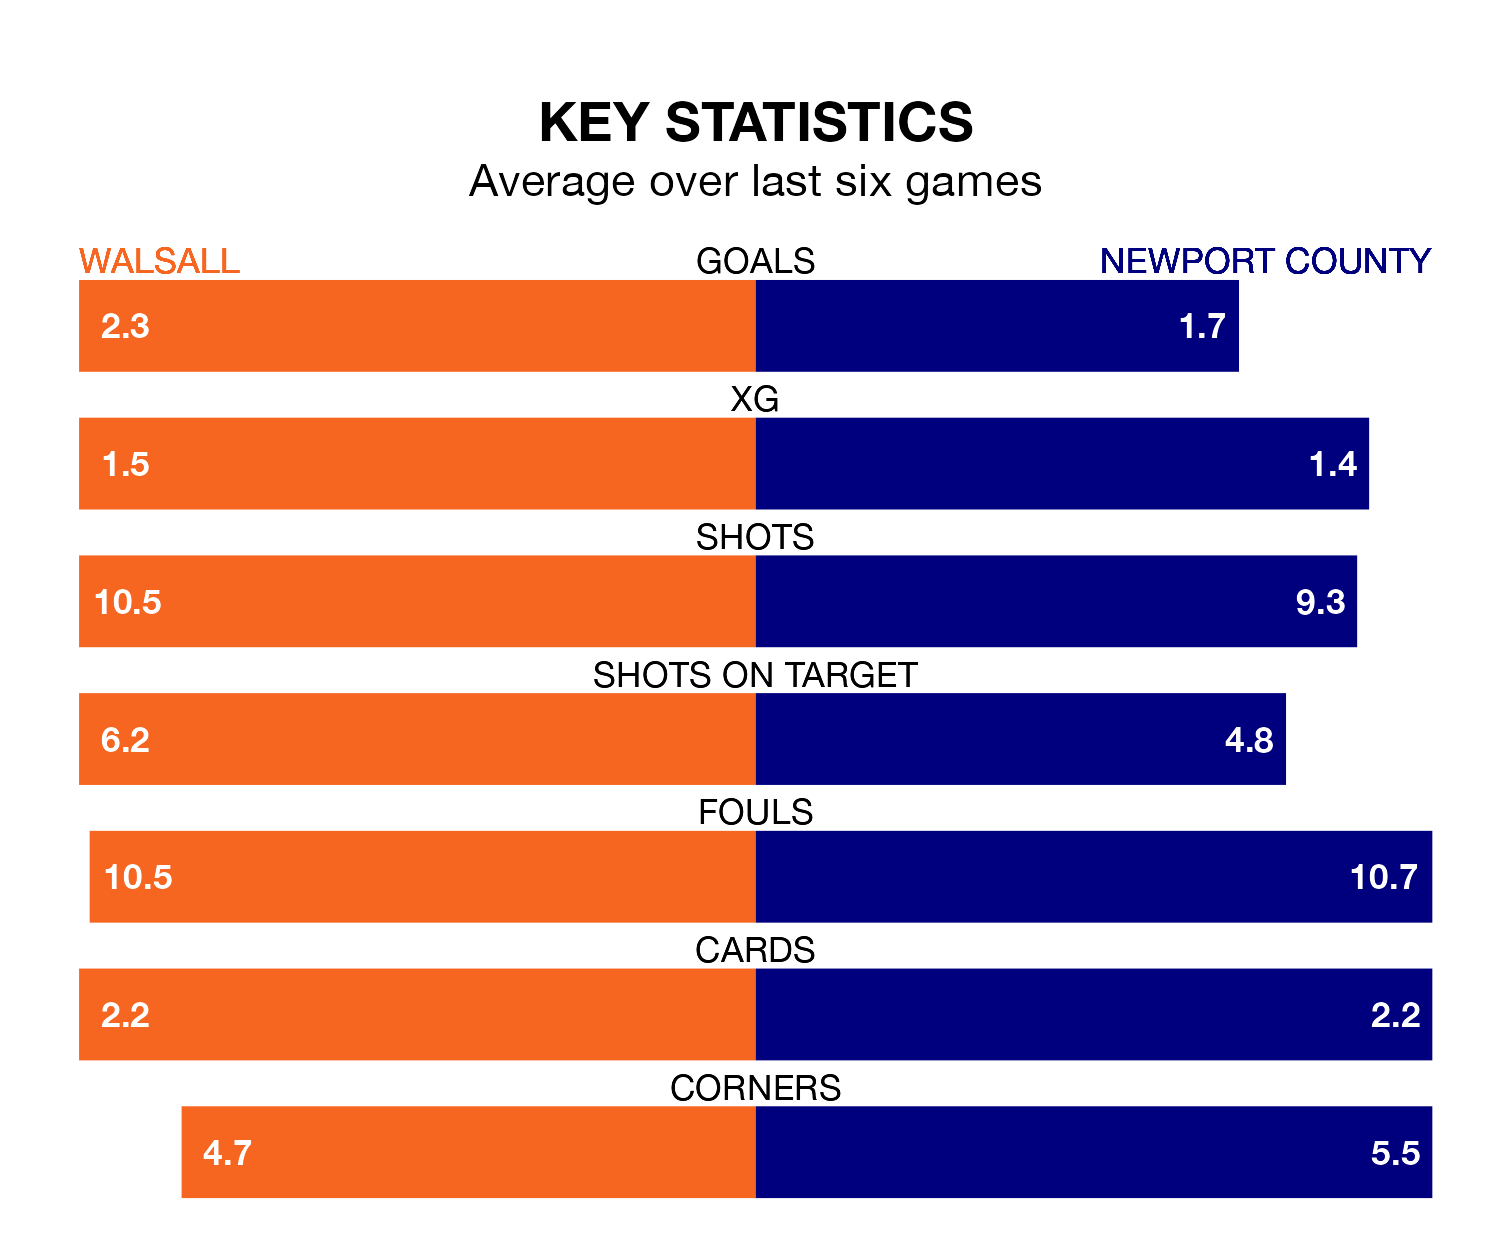 KEY STATISTICS
Average over last six games
WALSALL GOALS NEWPORT COUNTY
2.3 1.7
XG
1.5 1.4
SHOTS
10.5 9.3
SHOTS ON TARGET
6.2 4.8
FOULS
10.5 10.7
CARDS
2.2 2.2
CORNERS
4.7 5.5